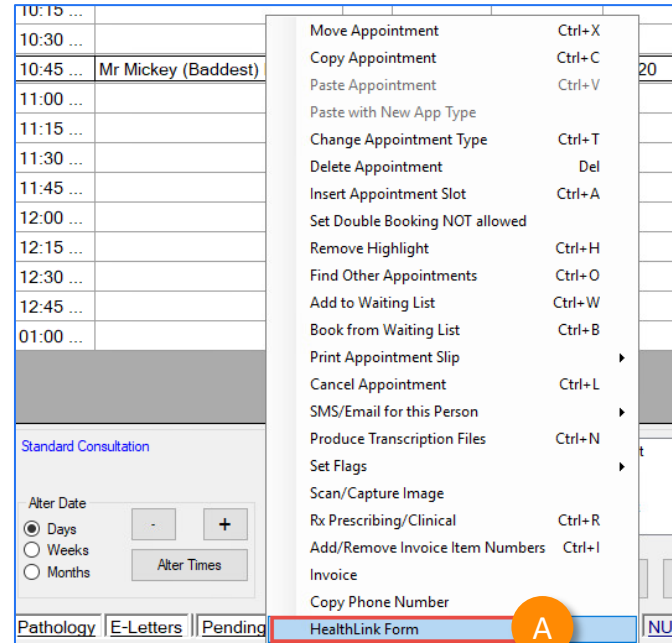 10:15 ...
10:30 ...
10:45 ... Mr Mickey (Baddest) 20
11:00 ...
11:15 ...
11:30 ...
11:45 ...
12:00 ...
12:15 ...
12:30 ...
12:45 ...
01:00 ...
Move Appointment Ctrl+X
Copy Appointment Ctrl+C
Paste Appointment Ctrl+V
Paste with New App Type
Change Appointment Type Ctrl+T
Delete Appointment Del
Insert Appointment Slot Ctrl+A
Set Double Booking NOT allowed
Remove Highlight Ctrl+H
Find Other Appointments Ctrl+O
Add to Waiting List Ctrl+W
Book from Waiting List Ctrl+B
Print Appointment Slip
Cancel Appointment Ctrl+L
SMS/Email for this Person
Produce Transcription Files Ctrl+N
Set Flags
Scan/Capture Image
Rx Prescribing/Clinical Ctrl+R
Add/Remove Invoice Item Numbers Ctrl+I
Invoice
Copy Phone Number
HealthLink Form A
Standard Consultation t
Alter Date
Days - +
Weeks
Months Alter Times
Pathology E-Letters Pending NU